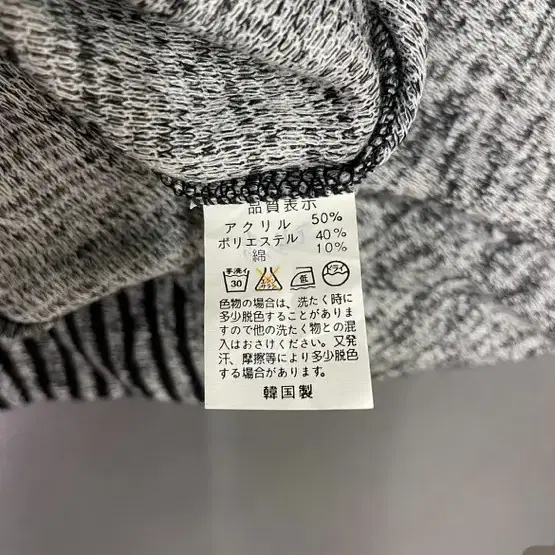 品質表示
アクリル 50%
ポリエステル 40%
綿 10%
手洗イ 30 低 ドライ
色物の場合は、洗たく時に
多少脱色することがありま
すので他の洗たく物との混
入はおさけください。又発
汗、摩擦等により多少脱色
する場合があります。
韓国製